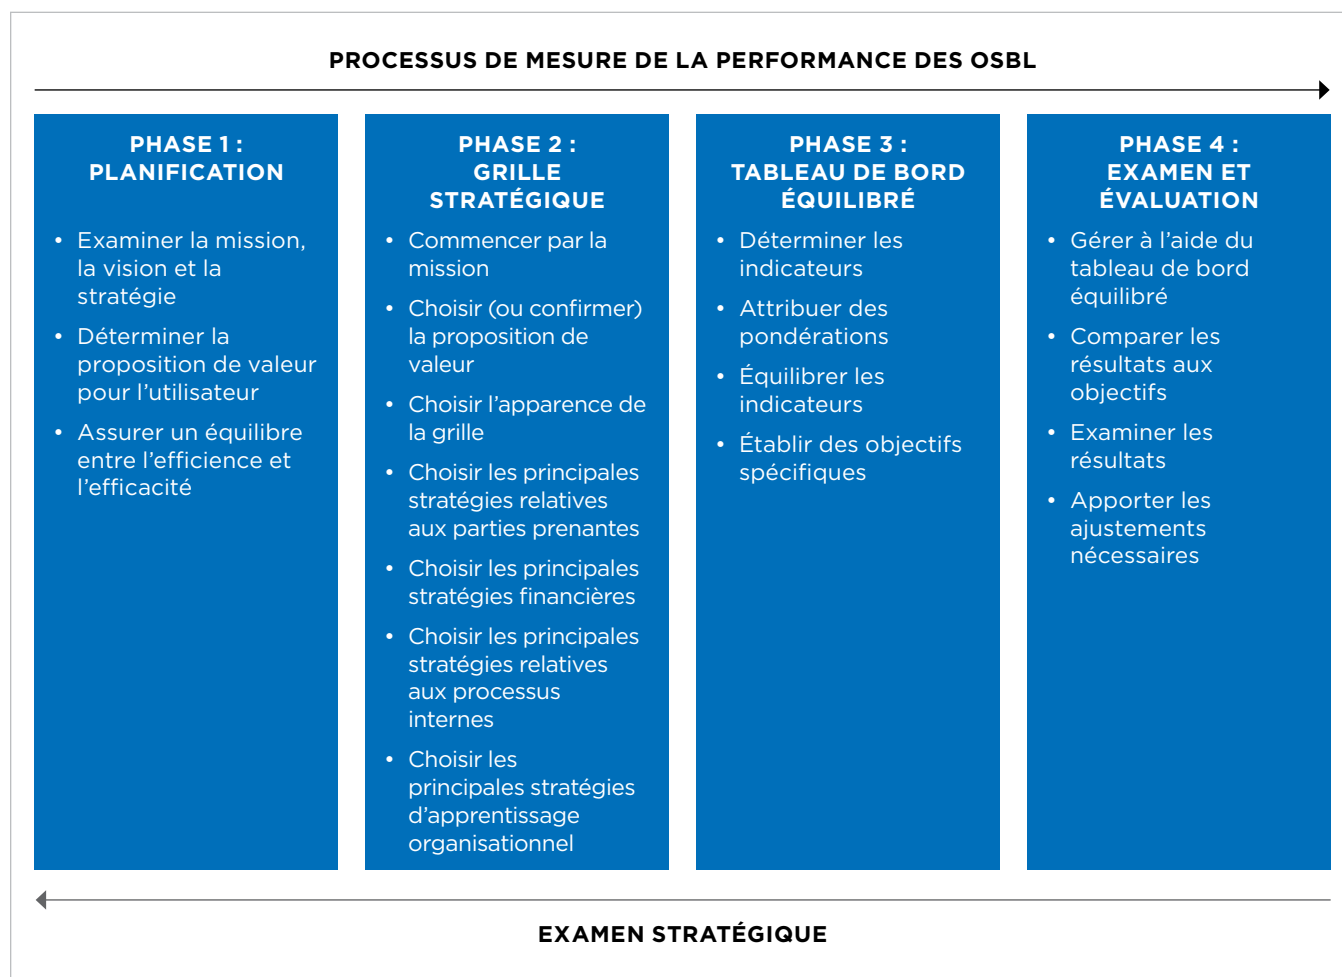 PROCESSUS DE MESURE DE LA PERFORMANCE DES OSBL
PHASE 1 :
PLANIFICATION
• Examiner la mission,
la vision et la
stratégie
• Déterminer la
proposition de valeur
pour l’utilisateur
• Assurer un équilibre
entre l’efficience et
l’efficacité
PHASE 2 :
GRILLE
STRATÉGIQUE
• Commencer par la
mission
• Choisir (ou confirmer)
la proposition de
valeur
• Choisir l’apparence de
la grille
• Choisir les principales
stratégies relatives
aux parties prenantes
• Choisir les principales
stratégies financières
• Choisir les principales
stratégies relatives
aux processus
internes
• Choisir les
principales stratégies
d’apprentissage
organisationnel
PHASE 3 :
TABLEAU DE BORD
ÉQUILIBRÉ
• Déterminer les
indicateurs
• Attribuer des
pondérations
• Équilibrer les
indicateurs
• Établir des objectifs
spécifiques
PHASE 4 :
EXAMEN ET
ÉVALUATION
• Gérer à l’aide du
tableau de bord
équilibré
• Comparer les
résultats aux
objectifs
• Examiner les
résultats
• Apporter les
ajustements
nécessaires
EXAMEN STRATÉGIQUE